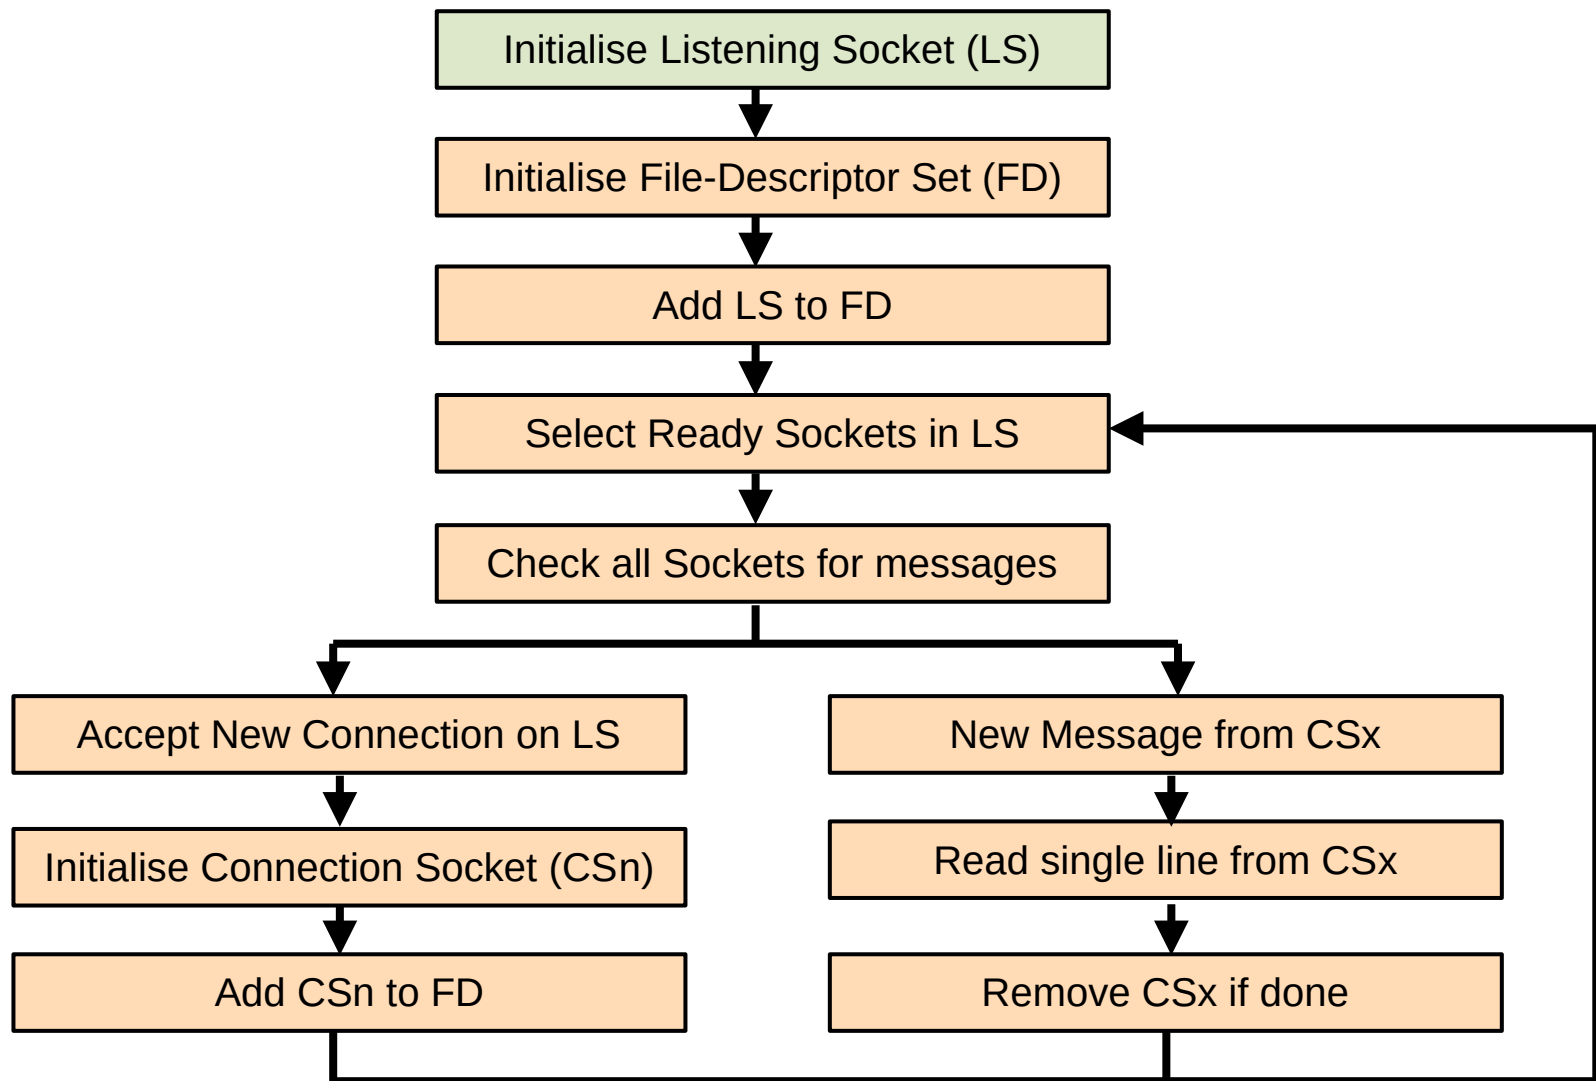 Initialise Listening Socket (LS)
Initialise File-Descriptor Set (FD)
Add LS to FD
Select Ready Sockets in LS
Check all Sockets for messages
Accept New Connection on LS
New Message from CSx
Initialise Connection Socket (CSn)
Read single line from CSx
Add CSn to FD
Remove CSx if done